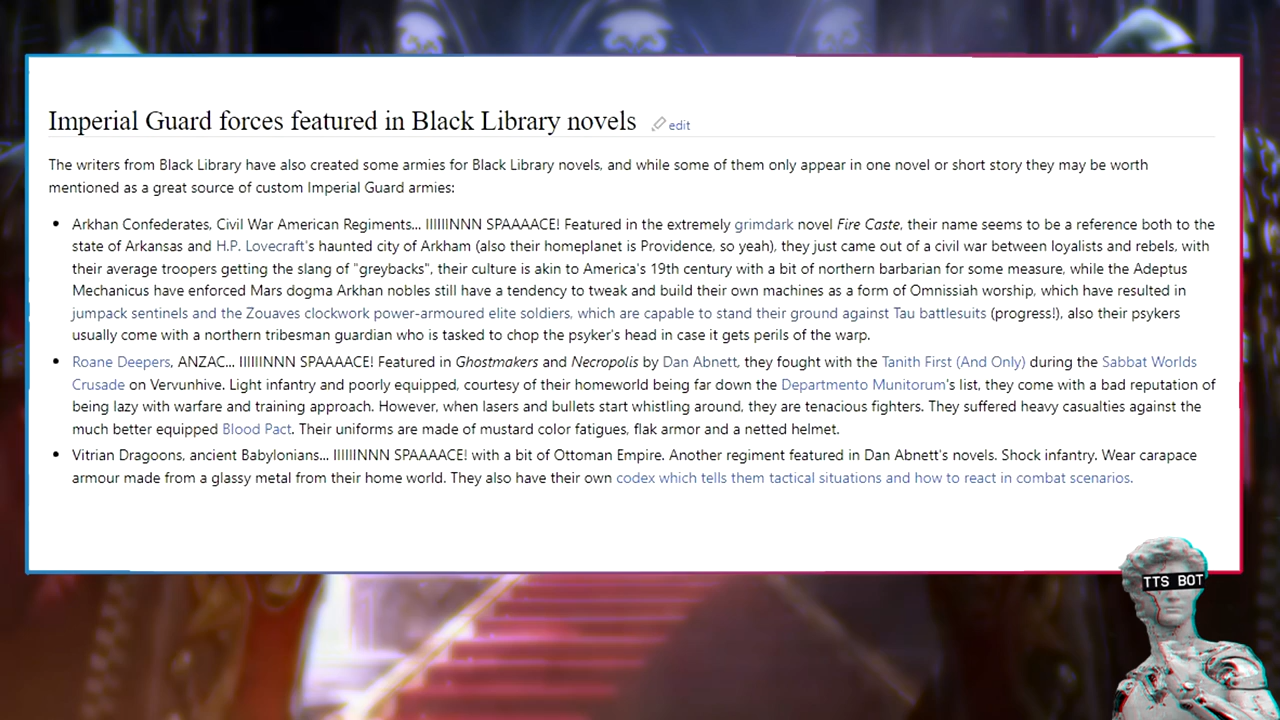 Imperial Guard forces featured in Black Library novels edit
The writers from Black Library have also created some armies for Black Library novels, and while some of them only appear in one novel or short story they may be worth
mentioned as a great source of custom Imperial Guard armies:
• Arkhan Confederates, Civil War American Regiments... IIIIIINNN SPAAAACE! Featured in the extremely grimdark novel Fire Caste, their name seems to be a reference both to the
state of Arkansas and H.P. Lovecraft's haunted city of Arkham (also their homeplanet is Providence, so yeah), they just came out of a civil war between loyalists and rebels, with
their average troopers getting the slang of "greybacks", their culture is akin to America's 19th century with a bit of northern barbarian for some measure, while the Adeptus
Mechanicus have enforced Mars dogma Arkhan nobles still have a tendency to tweak and build their own machines as a form of Omnissiah worship, which have resulted in
jumpack sentinels and the Zouaves clockwork power-armoured elite soldiers, which are capable to stand their ground against Tau battlesuits (progress!), also their psykers
usually come with a northern tribesman guardian who is tasked to chop the psyker's head in case it gets perils of the warp.
• Roane Deepers, ANZAC... IIIIIINNN SPAAAACE! Featured in Ghostmakers and Necropolis by Dan Abnett, they fought with the Tanith First (And Only) during the Sabbat Worlds
Crusade on Vervunhive. Light infantry and poorly equipped, courtesy of their homeworld being far down the Departmento Munitorum's list, they come with a bad reputation of
being lazy with warfare and training approach. However, when lasers and bullets start whistling around, they are tenacious fighters. They suffered heavy casualties against the
much better equipped Blood Pact. Their uniforms are made of mustard color fatigues, flak armor and a netted helmet.
• Vitrian Dragoons, ancient Babylonians... IIIIIINNN SPAAAACE! with a bit of Ottoman Empire. Another regiment featured in Dan Abnett's novels. Shock infantry. Wear carapace
armour made from a glassy metal from their home world. They also have their own codex which tells them tactical situations and how to react in combat scenarios.
TTS BOT